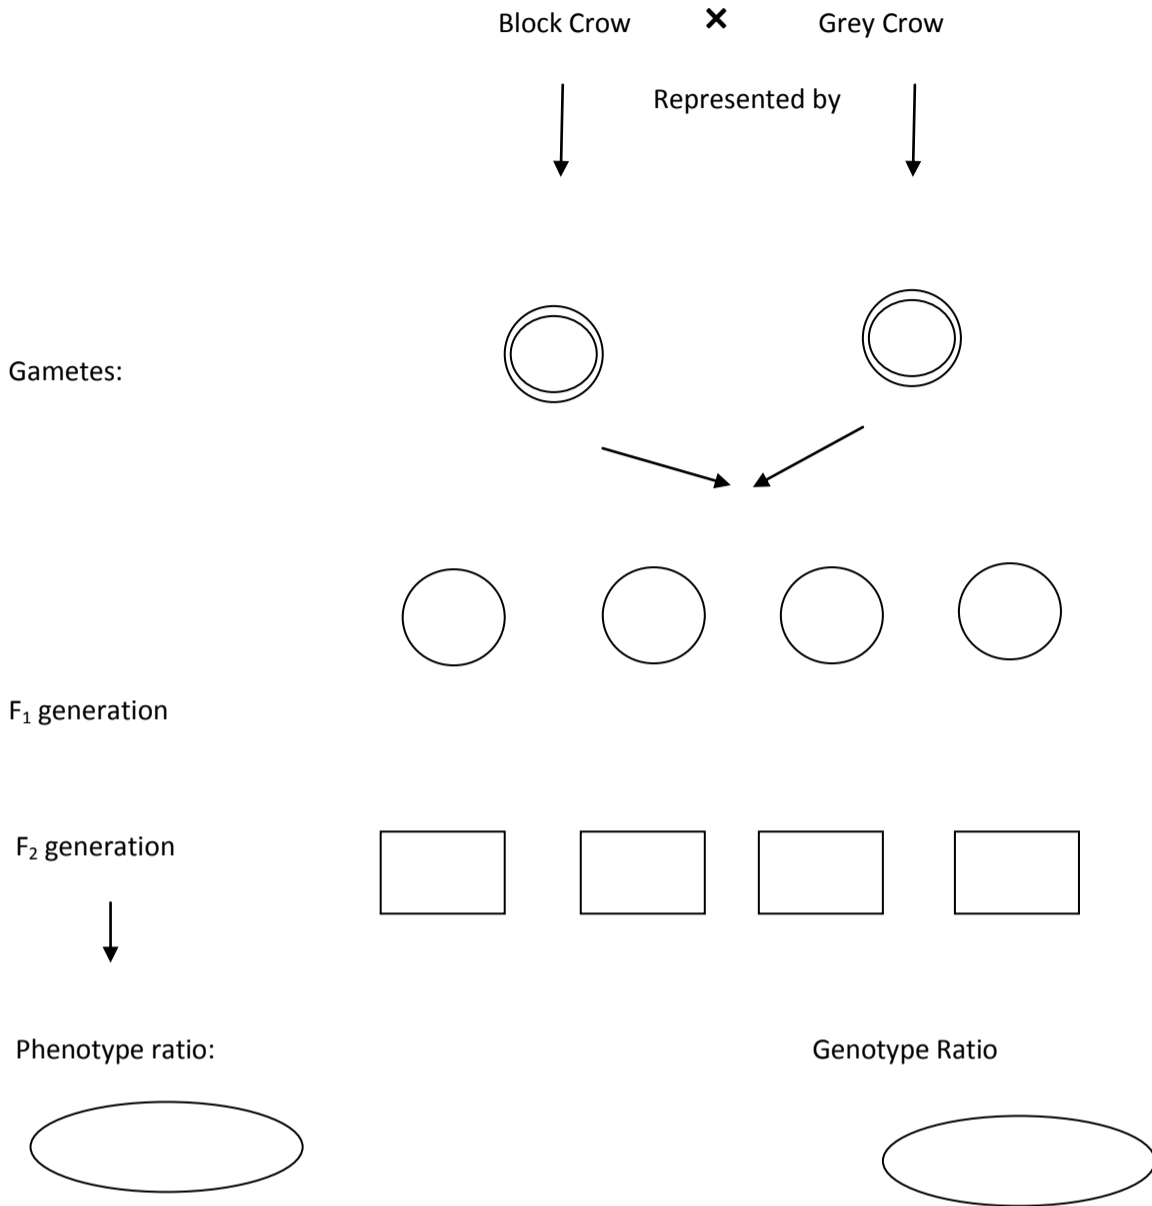 Block Crow × Grey Crow
Represented by
Gametes:
F₁ generation
F₂ generation
Phenotype ratio: Genotype Ratio